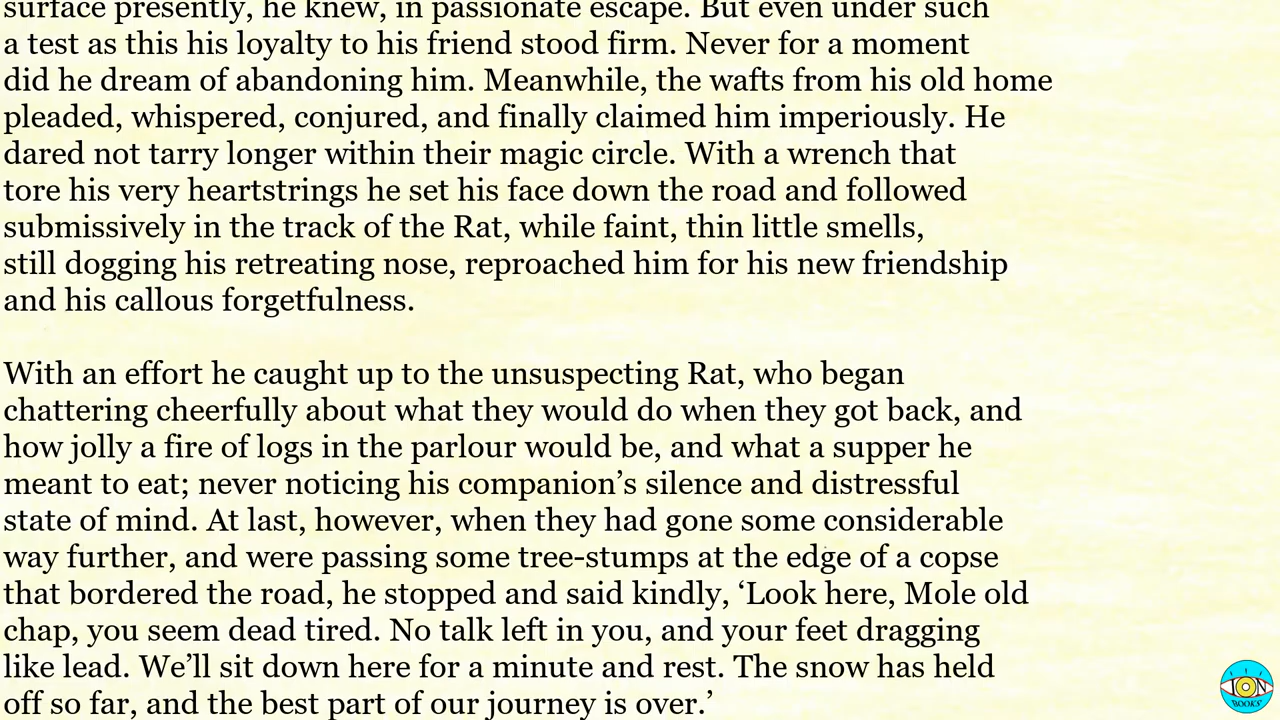 surface presently, he knew, in passionate escape. But even under such
a test as this his loyalty to his friend stood firm. Never for a moment
did he dream of abandoning him. Meanwhile, the wafts from his old home
pleaded, whispered, conjured, and finally claimed him imperiously. He
dared not tarry longer within their magic circle. With a wrench that
tore his very heartstrings he set his face down the road and followed
submissively in the track of the Rat, while faint, thin little smells,
still dogging his retreating nose, reproached him for his new friendship
and his callous forgetfulness.
With an effort he caught up to the unsuspecting Rat, who began
chattering cheerfully about what they would do when they got back, and
how jolly a fire of logs in the parlour would be, and what a supper he
meant to eat; never noticing his companion’s silence and distressful
state of mind. At last, however, when they had gone some considerable
way further, and were passing some tree-stumps at the edge of a copse
that bordered the road, he stopped and said kindly, ‘Look here, Mole old
chap, you seem dead tired. No talk left in you, and your feet dragging
like lead. We’ll sit down here for a minute and rest. The snow has held
off so far, and the best part of our journey is over.’
ION
BOOKS